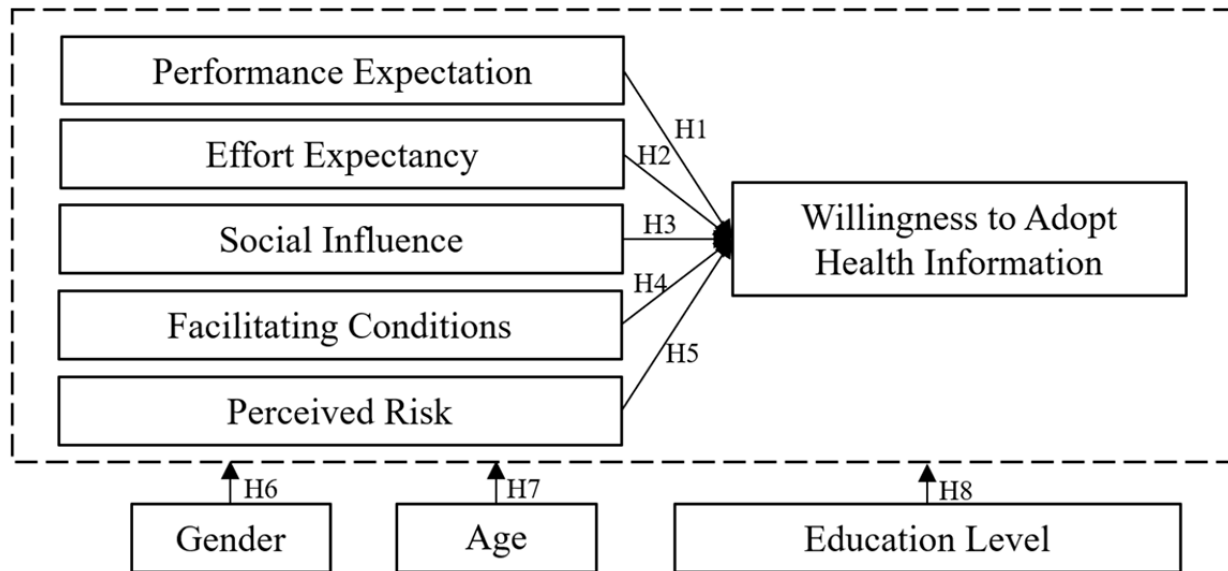 Performance Expectation
H1
Effort Expectancy
H2
Social Influence
H3
Willingness to Adopt
Health Information
Facilitating Conditions
H4
Perceived Risk
H5
H6
H7
H8
Gender
Age
Education Level